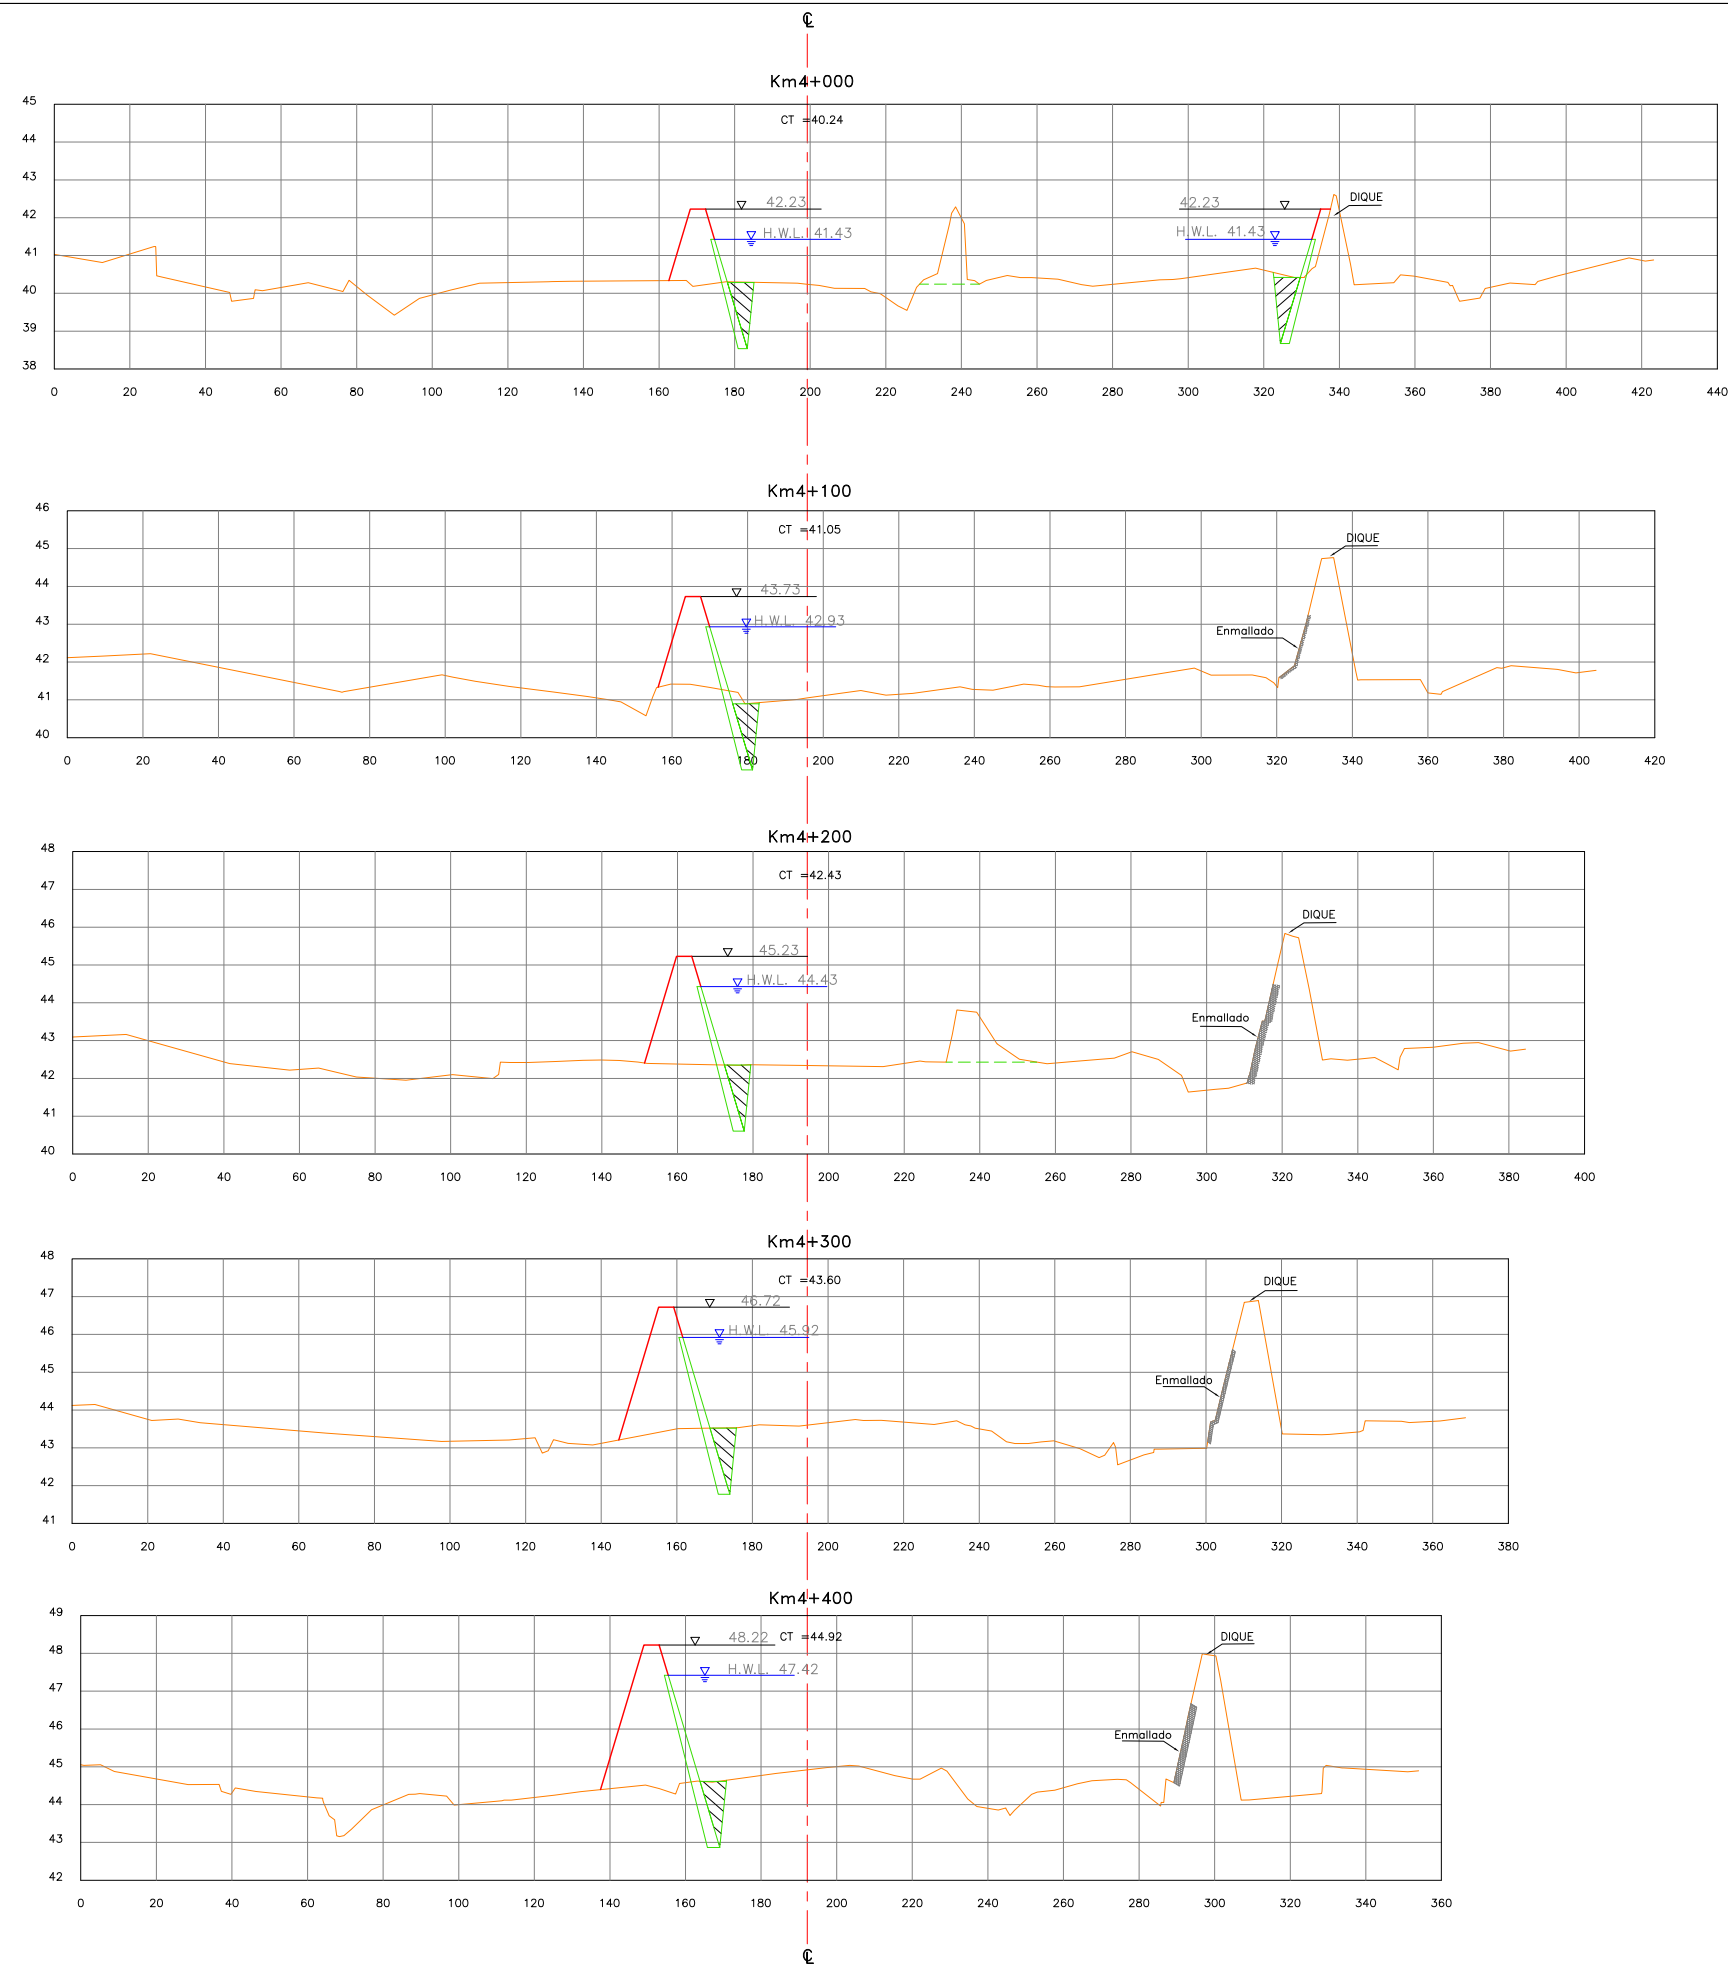 ℄
Km4+000
CT =40.24
45
44
43
42
41
40
39
38
42.23
H.W.L. 41.43
42.23
H.W.L. 41.43
DIQUE
0 20 40 60 80 100 120 140 160 180 200 220 240 260 280 300 320 340 360 380 400 420 440
Km4+100
CT =41.05
46
45
44
43
42
41
40
43.73
H.W.L. 42.93
DIQUE
Enmallado
0 20 40 60 80 100 120 140 160 180 200 220 240 260 280 300 320 340 360 380 400 420
Km4+200
CT =42.43
48
47
46
45
44
43
42
41
40
45.23
H.W.L. 44.43
DIQUE
Enmallado
0 20 40 60 80 100 120 140 160 180 200 220 240 260 280 300 320 340 360 380 400
Km4+300
CT =43.60
48
47
46
45
44
43
42
41
46.72
H.W.L. 45.92
DIQUE
Enmallado
0 20 40 60 80 100 120 140 160 180 200 220 240 260 280 300 320 340 360 380
Km4+400
CT =44.92
49
48
47
46
45
44
43
42
48.22
H.W.L. 47.42
DIQUE
Enmallado
0 20 40 60 80 100 120 140 160 180 200 220 240 260 280 300 320 340 360
℄